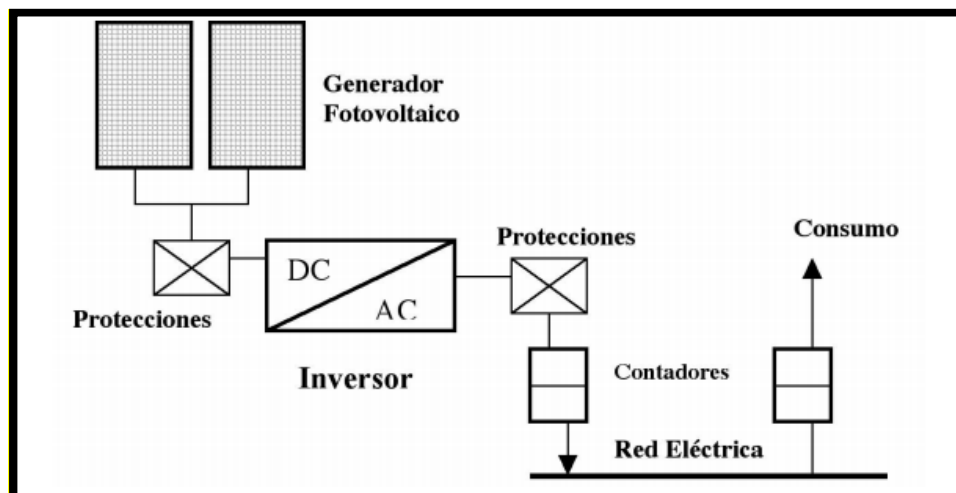 Generador
Fotovoltaico
Consumo
Protecciones
DC
AC
Protecciones
Inversor
Contadores
Red Eléctrica